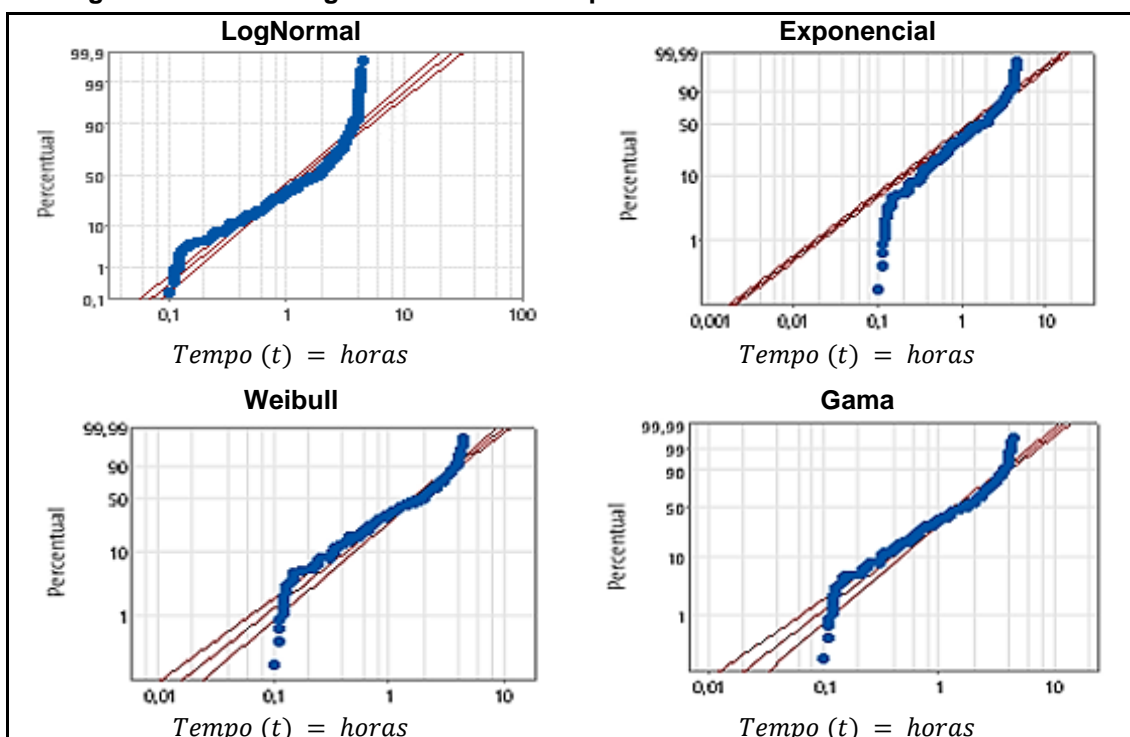 LogNormal
99,9
99
90
50
10
1
0,1
Percentual
0,1 1 10 100
Tempo (t) = horas
Exponencial
99,99
90
50
10
1
Percentual
0,001 0,01 0,1 1 10
Tempo (t) = horas
Weibull
99,99
90
50
10
1
Percentual
0,01 0,1 1 10
Tempo (t) = horas
Gama
99,99
99
90
50
10
1
Percentual
0,01 0,1 1 10
Tempo (t) = horas